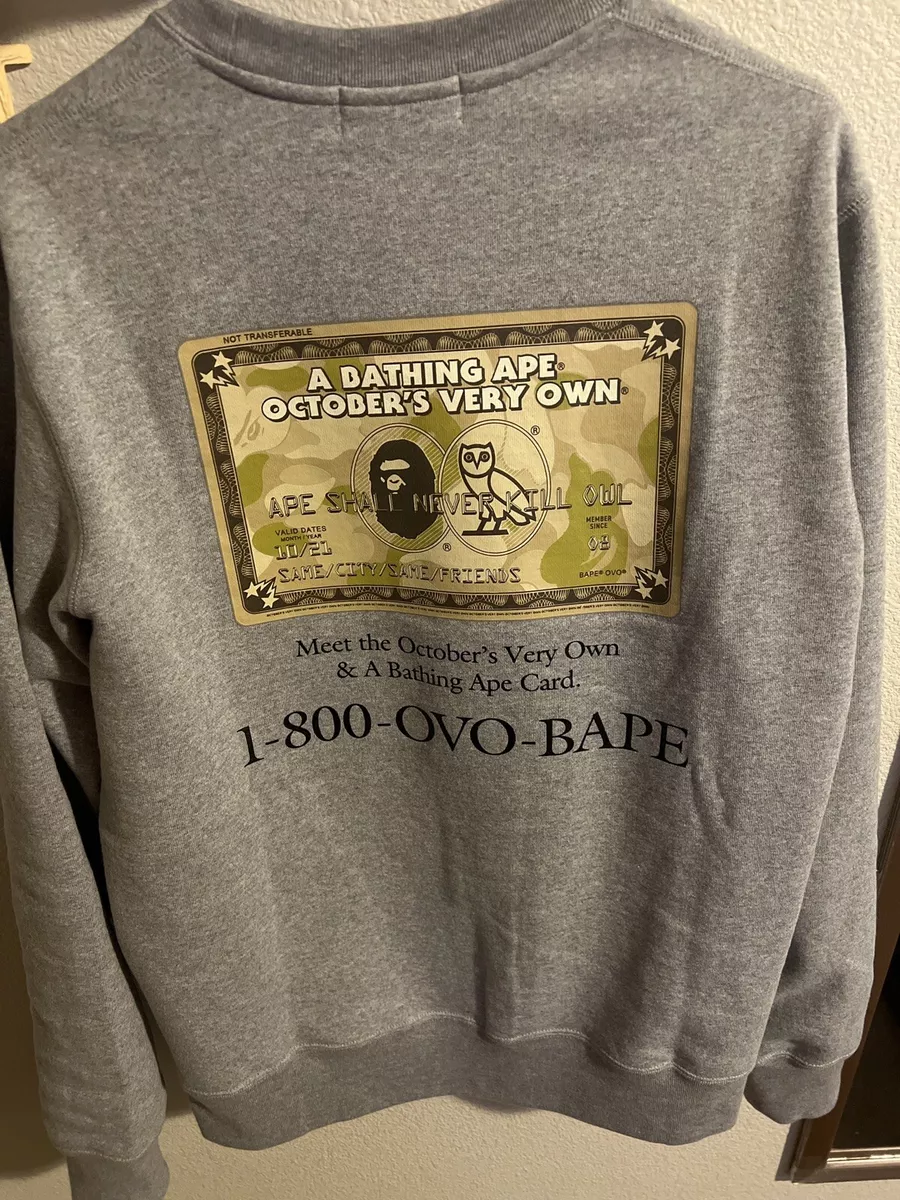 NOT TRANSFERABLE
A BATHING APE®
OCTOBER'S VERY OWN®
®
APE SHALL NEVER KILL OWL
VALID DATES
MONTH / YEAR
10/21
MEMBER
SINCE
08
®
SAME/CITY/SAME/FRIENDS
BAPE® OVO®
Meet the October's Very Own
& A Bathing Ape Card.
1-800-OVO-BAPE